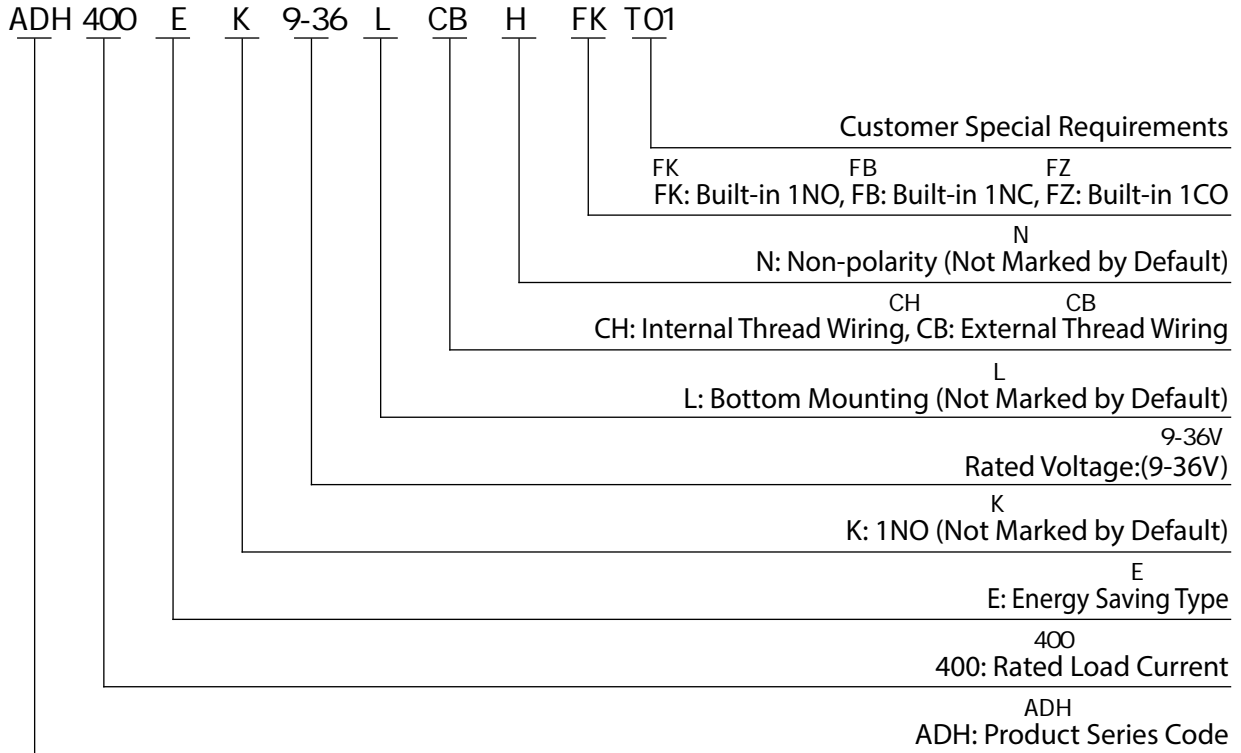 ADH 400 E K 9-36 L CB H FK T01
Customer Special Requirements
FK FB FZ
FK: Built-in 1NO, FB: Built-in 1NC, FZ: Built-in 1CO
N
N: Non-polarity (Not Marked by Default)
CH CB
CH: Internal Thread Wiring, CB: External Thread Wiring
L
L: Bottom Mounting (Not Marked by Default)
9-36V
Rated Voltage:(9-36V)
K
K: 1NO (Not Marked by Default)
E
E: Energy Saving Type
400
400: Rated Load Current
ADH
ADH: Product Series Code